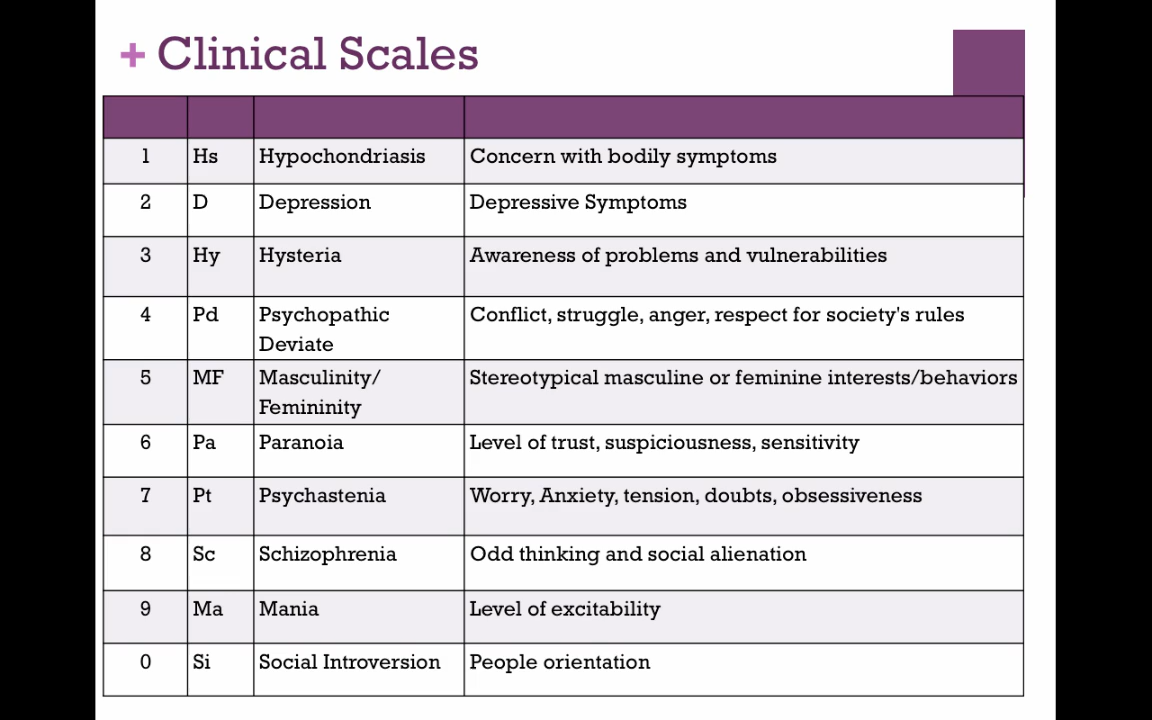 + Clinical Scales
1 Hs Hypochondriasis Concern with bodily symptoms
2 D Depression Depressive Symptoms
3 Hy Hysteria Awareness of problems and vulnerabilities
4 Pd Psychopathic Conflict, struggle, anger, respect for society's rules
Deviate
5 MF Masculinity/ Stereotypical masculine or feminine interests/behaviors
Femininity
6 Pa Paranoia Level of trust, suspiciousness, sensitivity
7 Pt Psychastenia Worry, Anxiety, tension, doubts, obsessiveness
8 Sc Schizophrenia Odd thinking and social alienation
9 Ma Mania Level of excitability
0 Si Social Introversion People orientation